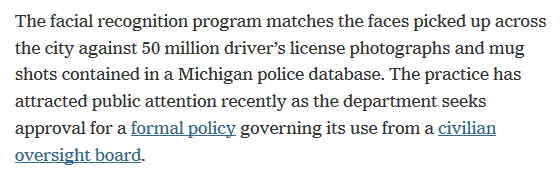 The facial recognition program matches the faces picked up across
the city against 50 million driver’s license photographs and mug
shots contained in a Michigan police database. The practice has
attracted public attention recently as the department seeks
approval for a formal policy governing its use from a civilian
oversight board.